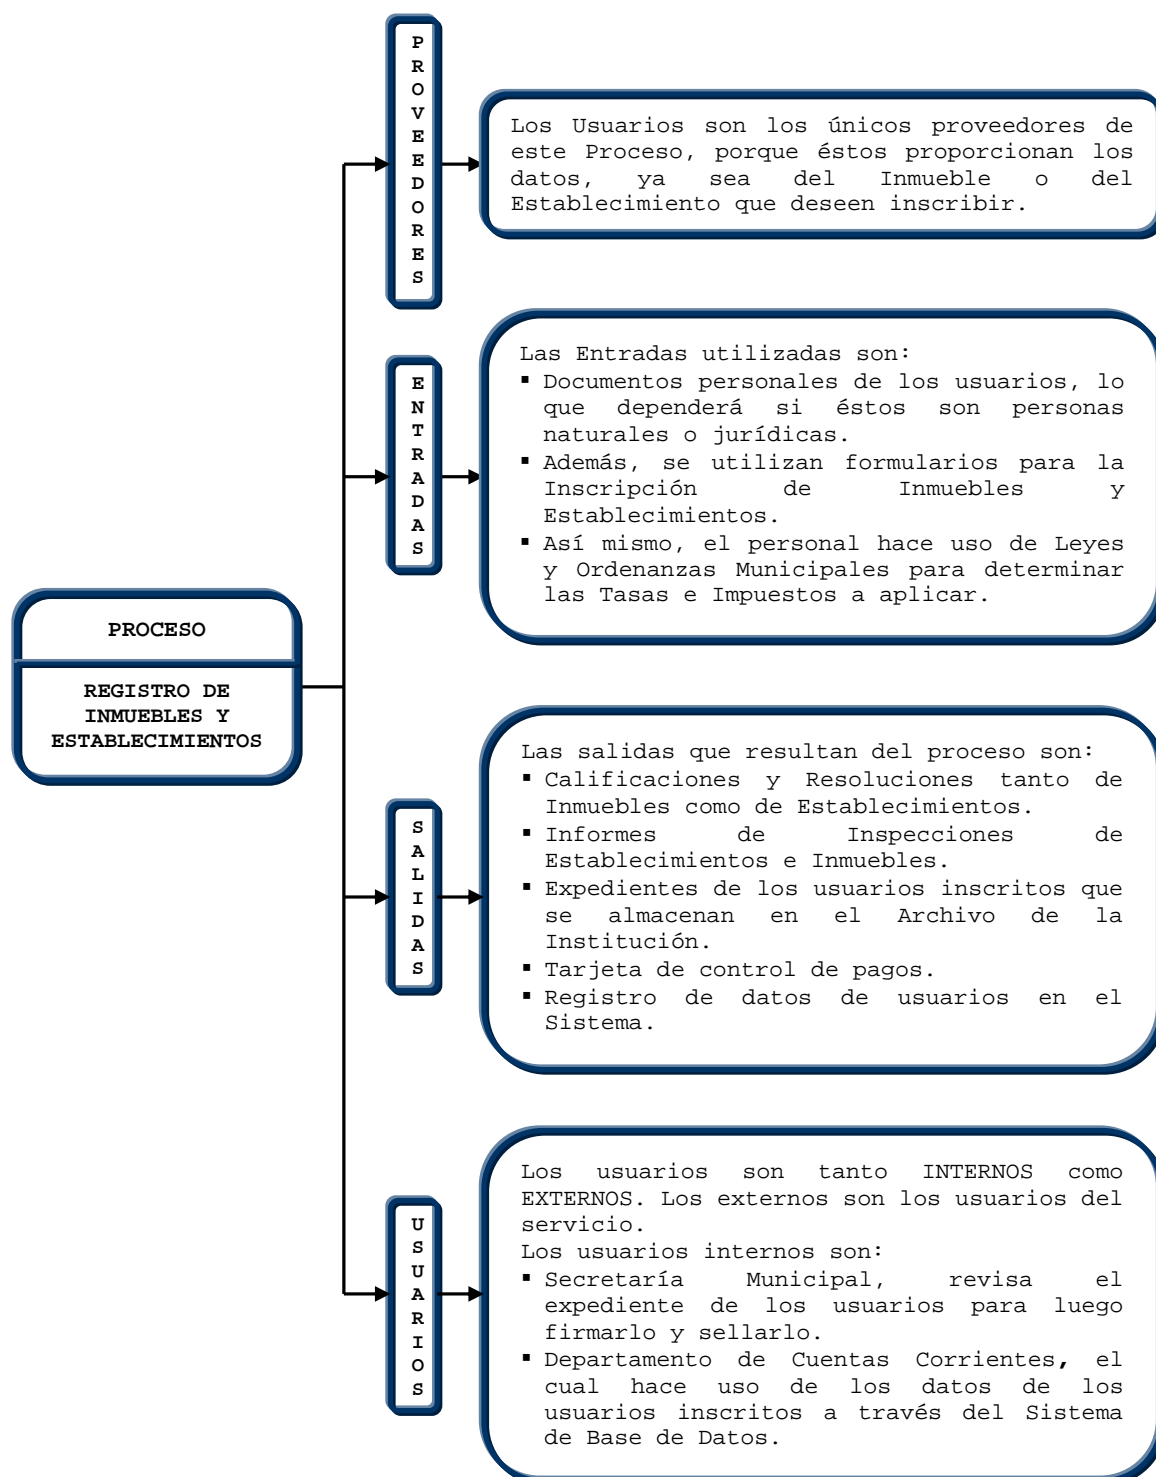 PROVEEDORES
Los Usuarios son los únicos proveedores de
este Proceso, porque éstos proporcionan los
datos, ya sea del Inmueble o del
Establecimiento que deseen inscribir.
ENTRADAS
Las Entradas utilizadas son:
▪ Documentos personales de los usuarios, lo
que dependerá si éstos son personas
naturales o jurídicas.
▪ Además, se utilizan formularios para la
Inscripción de Inmuebles y
Establecimientos.
▪ Así mismo, el personal hace uso de Leyes
y Ordenanzas Municipales para determinar
las Tasas e Impuestos a aplicar.
PROCESO
REGISTRO DE
INMUEBLES Y
ESTABLECIMIENTOS
SALIDAS
Las salidas que resultan del proceso son:
▪ Calificaciones y Resoluciones tanto de
Inmuebles como de Establecimientos.
▪ Informes de Inspecciones de
Establecimientos e Inmuebles.
▪ Expedientes de los usuarios inscritos que
se almacenan en el Archivo de la
Institución.
▪ Tarjeta de control de pagos.
▪ Registro de datos de usuarios en el
Sistema.
USUARIOS
Los usuarios son tanto INTERNOS como
EXTERNOS. Los externos son los usuarios del
servicio.
Los usuarios internos son:
▪ Secretaría Municipal, revisa el
expediente de los usuarios para luego
firmarlo y sellarlo.
▪ Departamento de Cuentas Corrientes, el
cual hace uso de los datos de los
usuarios inscritos a través del Sistema
de Base de Datos.